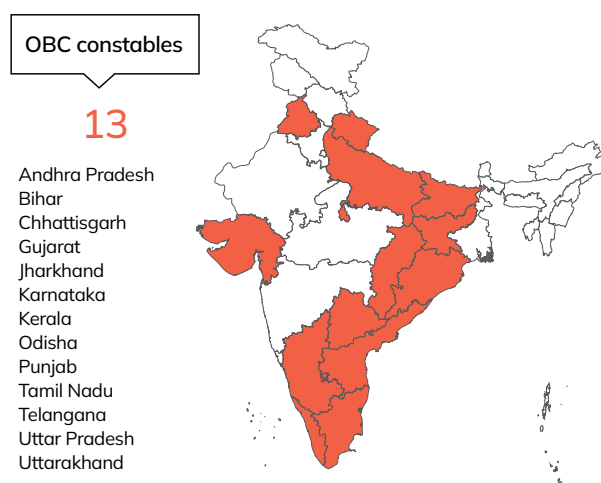 OBC constables
13
Andhra Pradesh
Bihar
Chhattisgarh
Gujarat
Jharkhand
Karnataka
Kerala
Odisha
Punjab
Tamil Nadu
Telangana
Uttar Pradesh
Uttarakhand